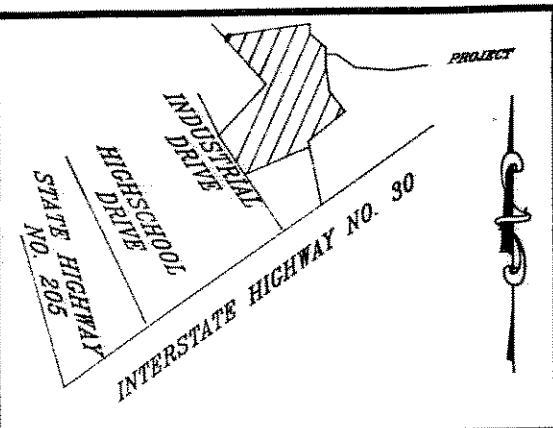 PROJECT
INDUSTRIAL
DRIVE
HIGHSCHOOL
DRIVE
STATE HIGHWAY
NO. 205
INTERSTATE HIGHWAY NO. 30